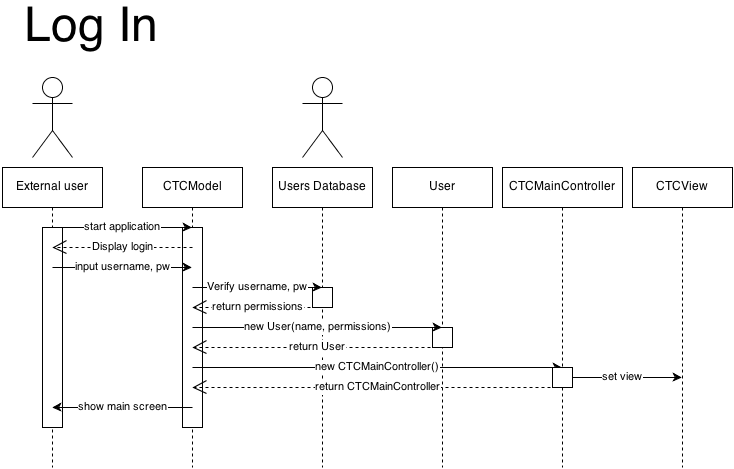 Log In
External user
CTCModel
Users Database
User
CTCMainController
CTCView
start application
Display login
input username, pw
Verify username, pw
return permissions
new User(name, permissions)
return User
new CTCMainController()
set view
return CTCMainController
show main screen